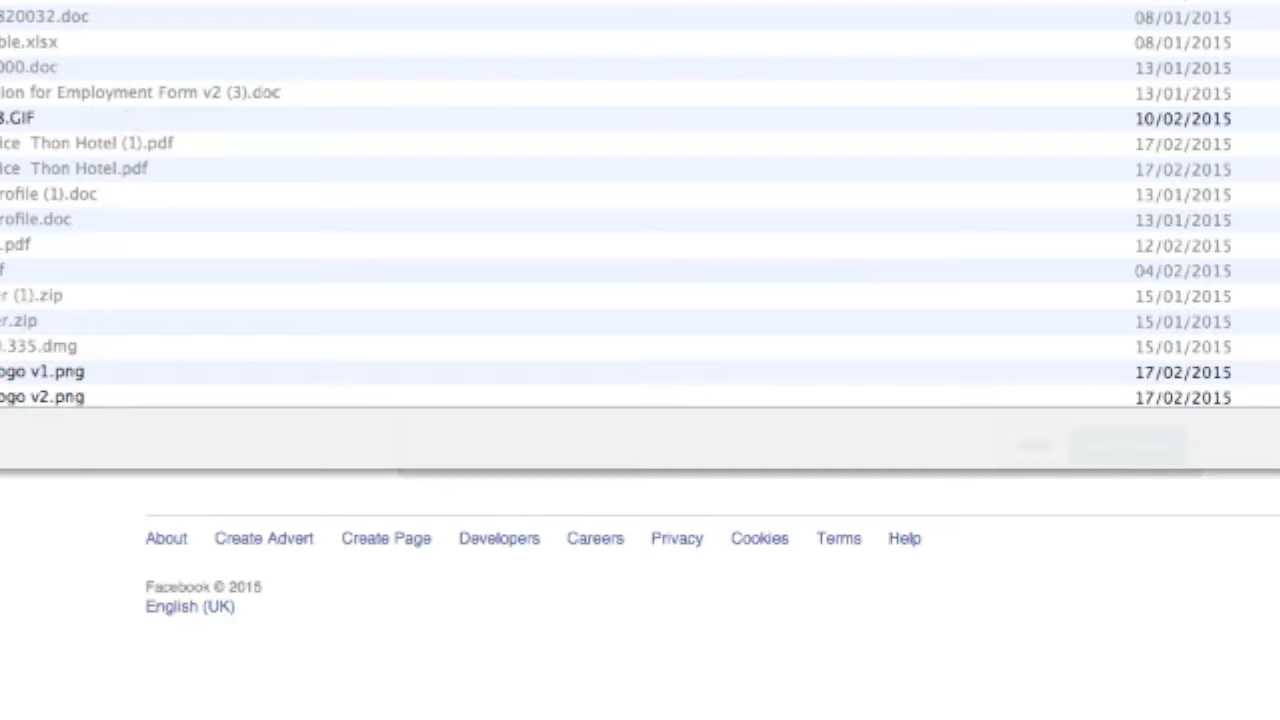 820032.doc 08/01/2015
ble.xlsx 08/01/2015
000.doc 13/01/2015
ion for Employment Form v2 (3).doc 13/01/2015
8.GIF 10/02/2015
ice Thon Hotel (1).pdf 17/02/2015
ice Thon Hotel.pdf 17/02/2015
rofile (1).doc 13/01/2015
rofile.doc 13/01/2015
.pdf 12/02/2015
f 04/02/2015
er (1).zip 15/01/2015
er.zip 15/01/2015
0.335.dmg 15/01/2015
ogo v1.png 17/02/2015
ogo v2.png 17/02/2015
About Create Advert Create Page Developers Careers Privacy Cookies Terms Help
Facebook © 2015
English (UK)